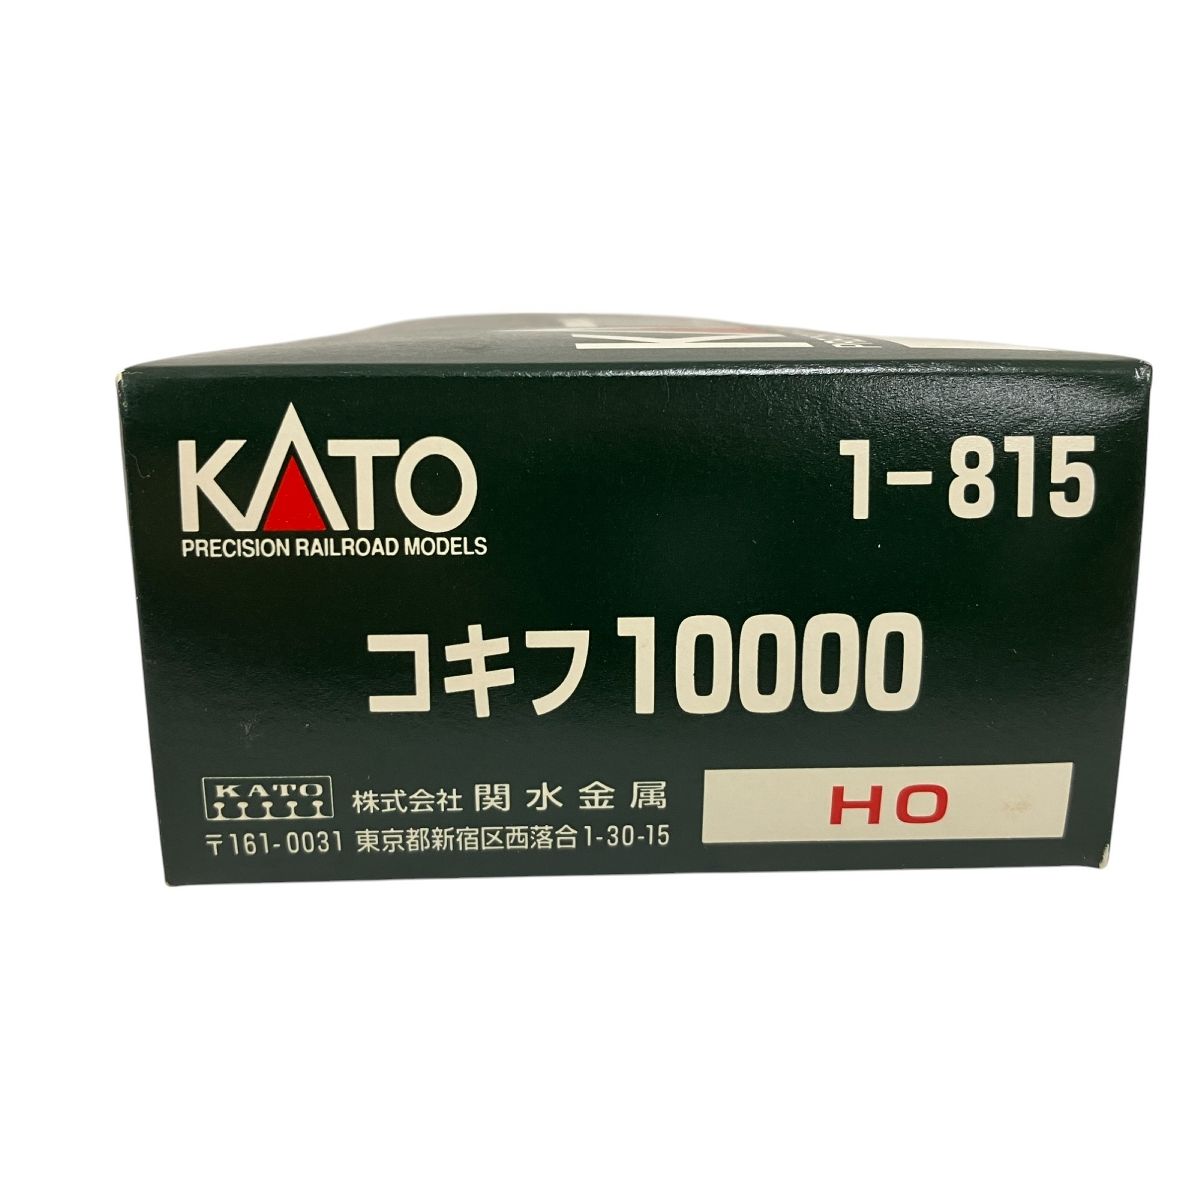 KATO
PRECISION RAILROAD MODELS
1-815
コキフ10000
KATO
株式会社 関水金属
〒161-0031 東京都新宿区西落合1-30-15
HO